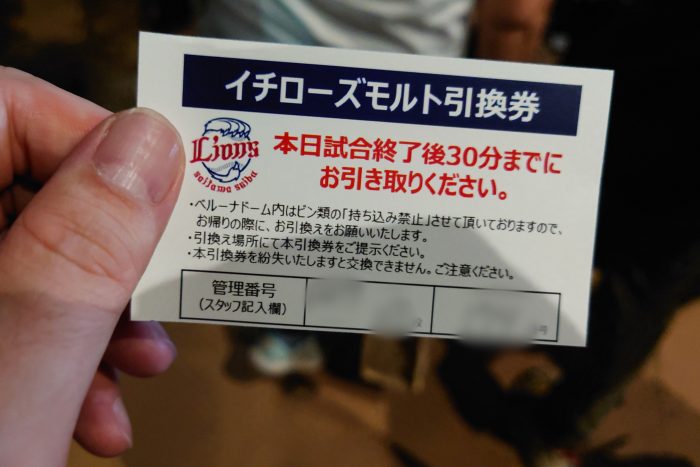 イチローズモルト引換券
Lions
saitama seibu
本日試合終了後30分までに
お引き取りください。
・ベルーナドーム内はビン類の「持ち込み禁止」させて頂いておりますので、
お帰りの際に、お引換えをお願いいたします。
・引換え場所にて本引換券をご提示ください。
・本引換券を紛失いたしますと交換できません。ご注意ください。
管理番号
(スタッフ記入欄)
号